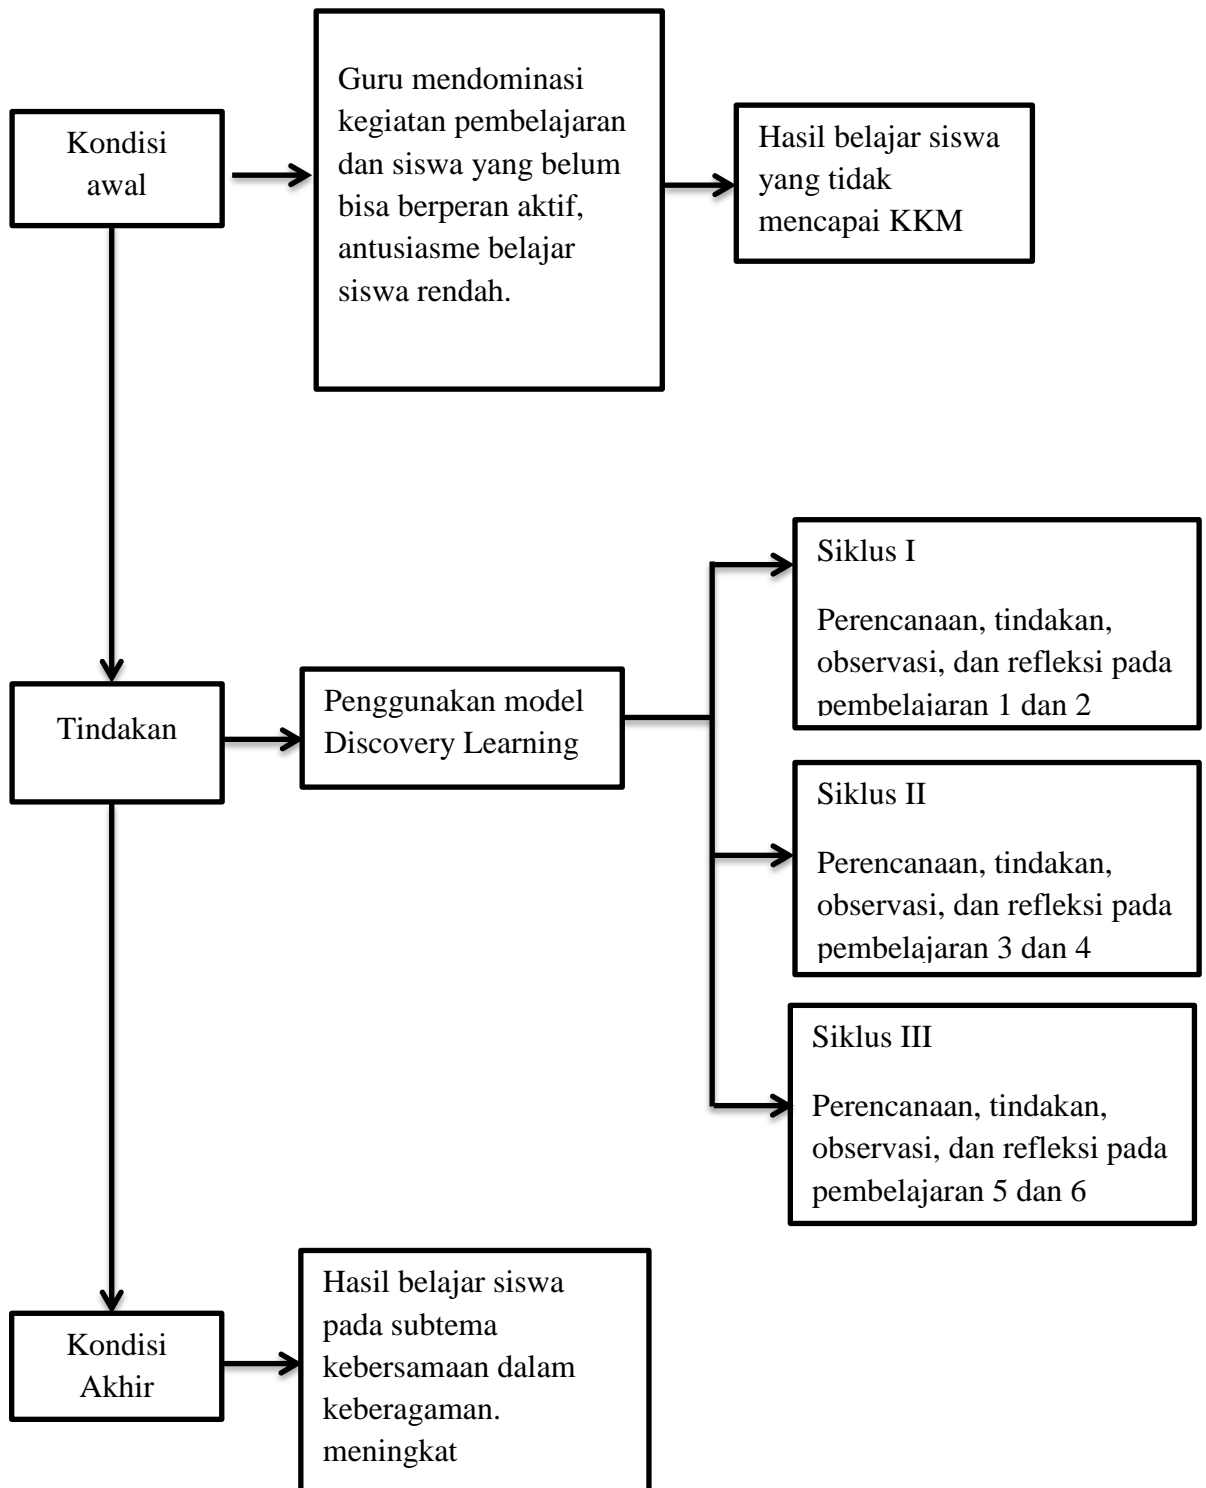 Kondisi
awal
Guru mendominasi
kegiatan pembelajaran
dan siswa yang belum
bisa berperan aktif,
antusiasme belajar
siswa rendah.
Hasil belajar siswa
yang tidak
mencapai KKM
Tindakan
Penggunakan model
Discovery Learning
Siklus I
Perencanaan, tindakan,
observasi, dan refleksi pada
pembelajaran 1 dan 2
Siklus II
Perencanaan, tindakan,
observasi, dan refleksi pada
pembelajaran 3 dan 4
Siklus III
Perencanaan, tindakan,
observasi, dan refleksi pada
pembelajaran 5 dan 6
Kondisi
Akhir
Hasil belajar siswa
pada subtema
kebersamaan dalam
keberagaman.
meningkat